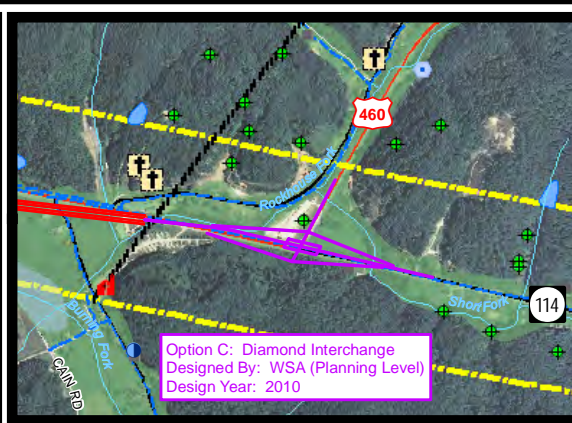 460
Rockhouse Fork
Short Fork
114
Burning Fork
CAIN RD
Option C: Diamond Interchange
Designed By: WSA (Planning Level)
Design Year: 2010